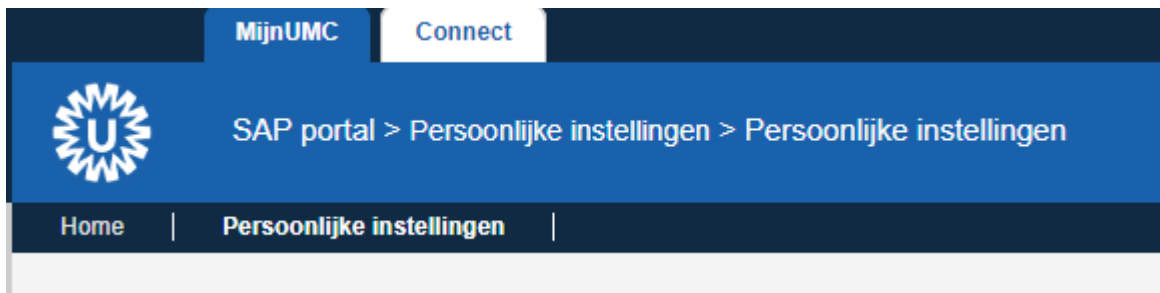 MijnUMC Connect
U
SAP portal > Persoonlijke instellingen > Persoonlijke instellingen
Home | Persoonlijke instellingen |